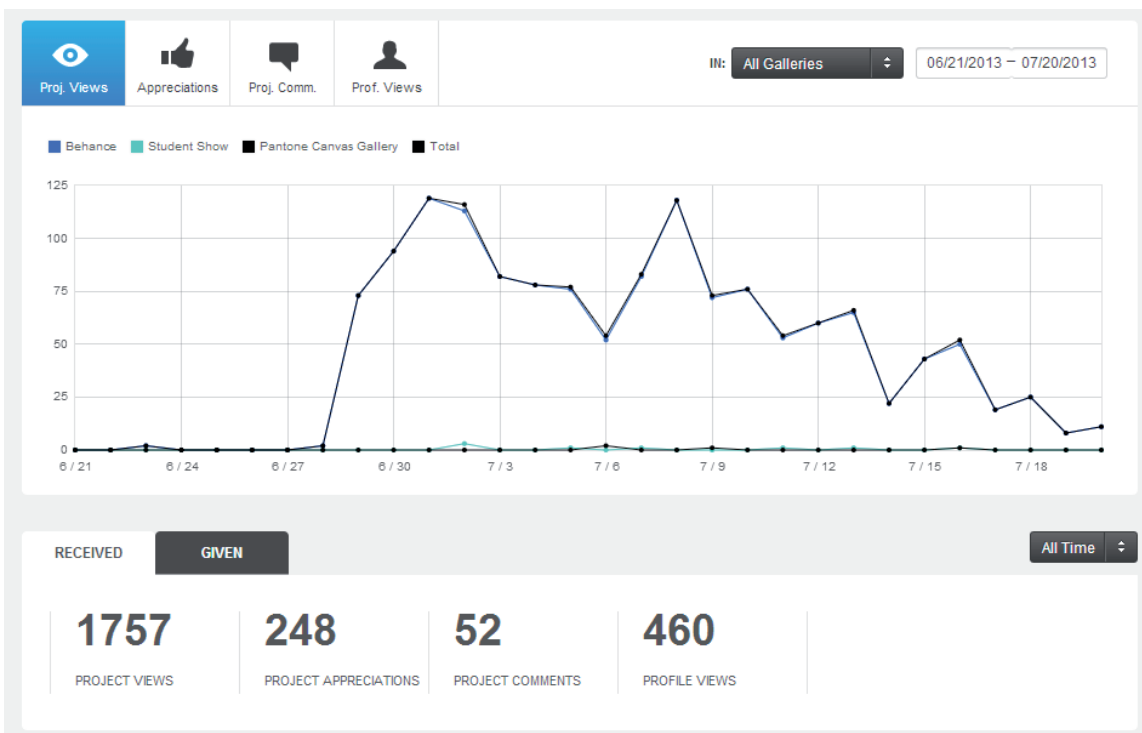 Proj. Views Appreciations Proj. Comm. Prof. Views IN: All Galleries 06/21/2013 – 07/20/2013
Behance Student Show Pantone Canvas Gallery Total
125
100
75
50
25
0
6 / 21 6 / 24 6 / 27 6 / 30 7 / 3 7 / 6 7 / 9 7 / 12 7 / 15 7 / 18
RECEIVED GIVEN All Time
1757 248 52 460
PROJECT VIEWS PROJECT APPRECIATIONS PROJECT COMMENTS PROFILE VIEWS